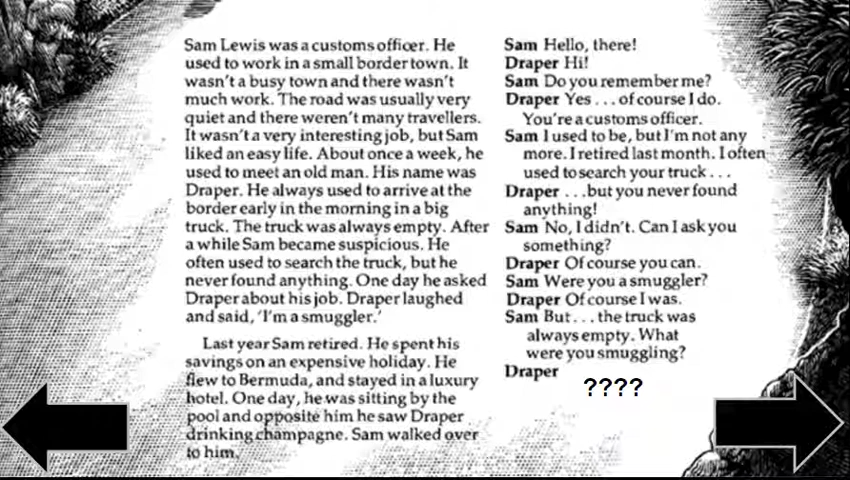 Sam Lewis was a customs officer. He
used to work in a small border town. It
wasn't a busy town and there wasn't
much work. The road was usually very
quiet and there weren't many travellers.
It wasn't a very interesting job, but Sam
liked an easy life. About once a week, he
used to meet an old man. His name was
Draper. He always used to arrive at the
border early in the morning in a big
truck. The truck was always empty. After
a while Sam became suspicious. He
often used to search the truck, but he
never found anything. One day he asked
Draper about his job. Draper laughed
and said, 'I'm a smuggler.'
Last year Sam retired. He spent his
savings on an expensive holiday. He
flew to Bermuda, and stayed in a luxury
hotel. One day, he was sitting by the
pool and opposite him he saw Draper
drinking champagne. Sam walked over
to him.
Sam Hello, there!
Draper Hi!
Sam Do you remember me?
Draper Yes . . . of course I do.
You're a customs officer.
Sam I used to be, but I'm not any
more. I retired last month. I often
used to search your truck . . .
Draper . . . but you never found
anything!
Sam No, I didn't. Can I ask you
something?
Draper Of course you can.
Sam Were you a smuggler?
Draper Of course I was.
Sam But . . . the truck was
always empty. What
were you smuggling?
Draper
????